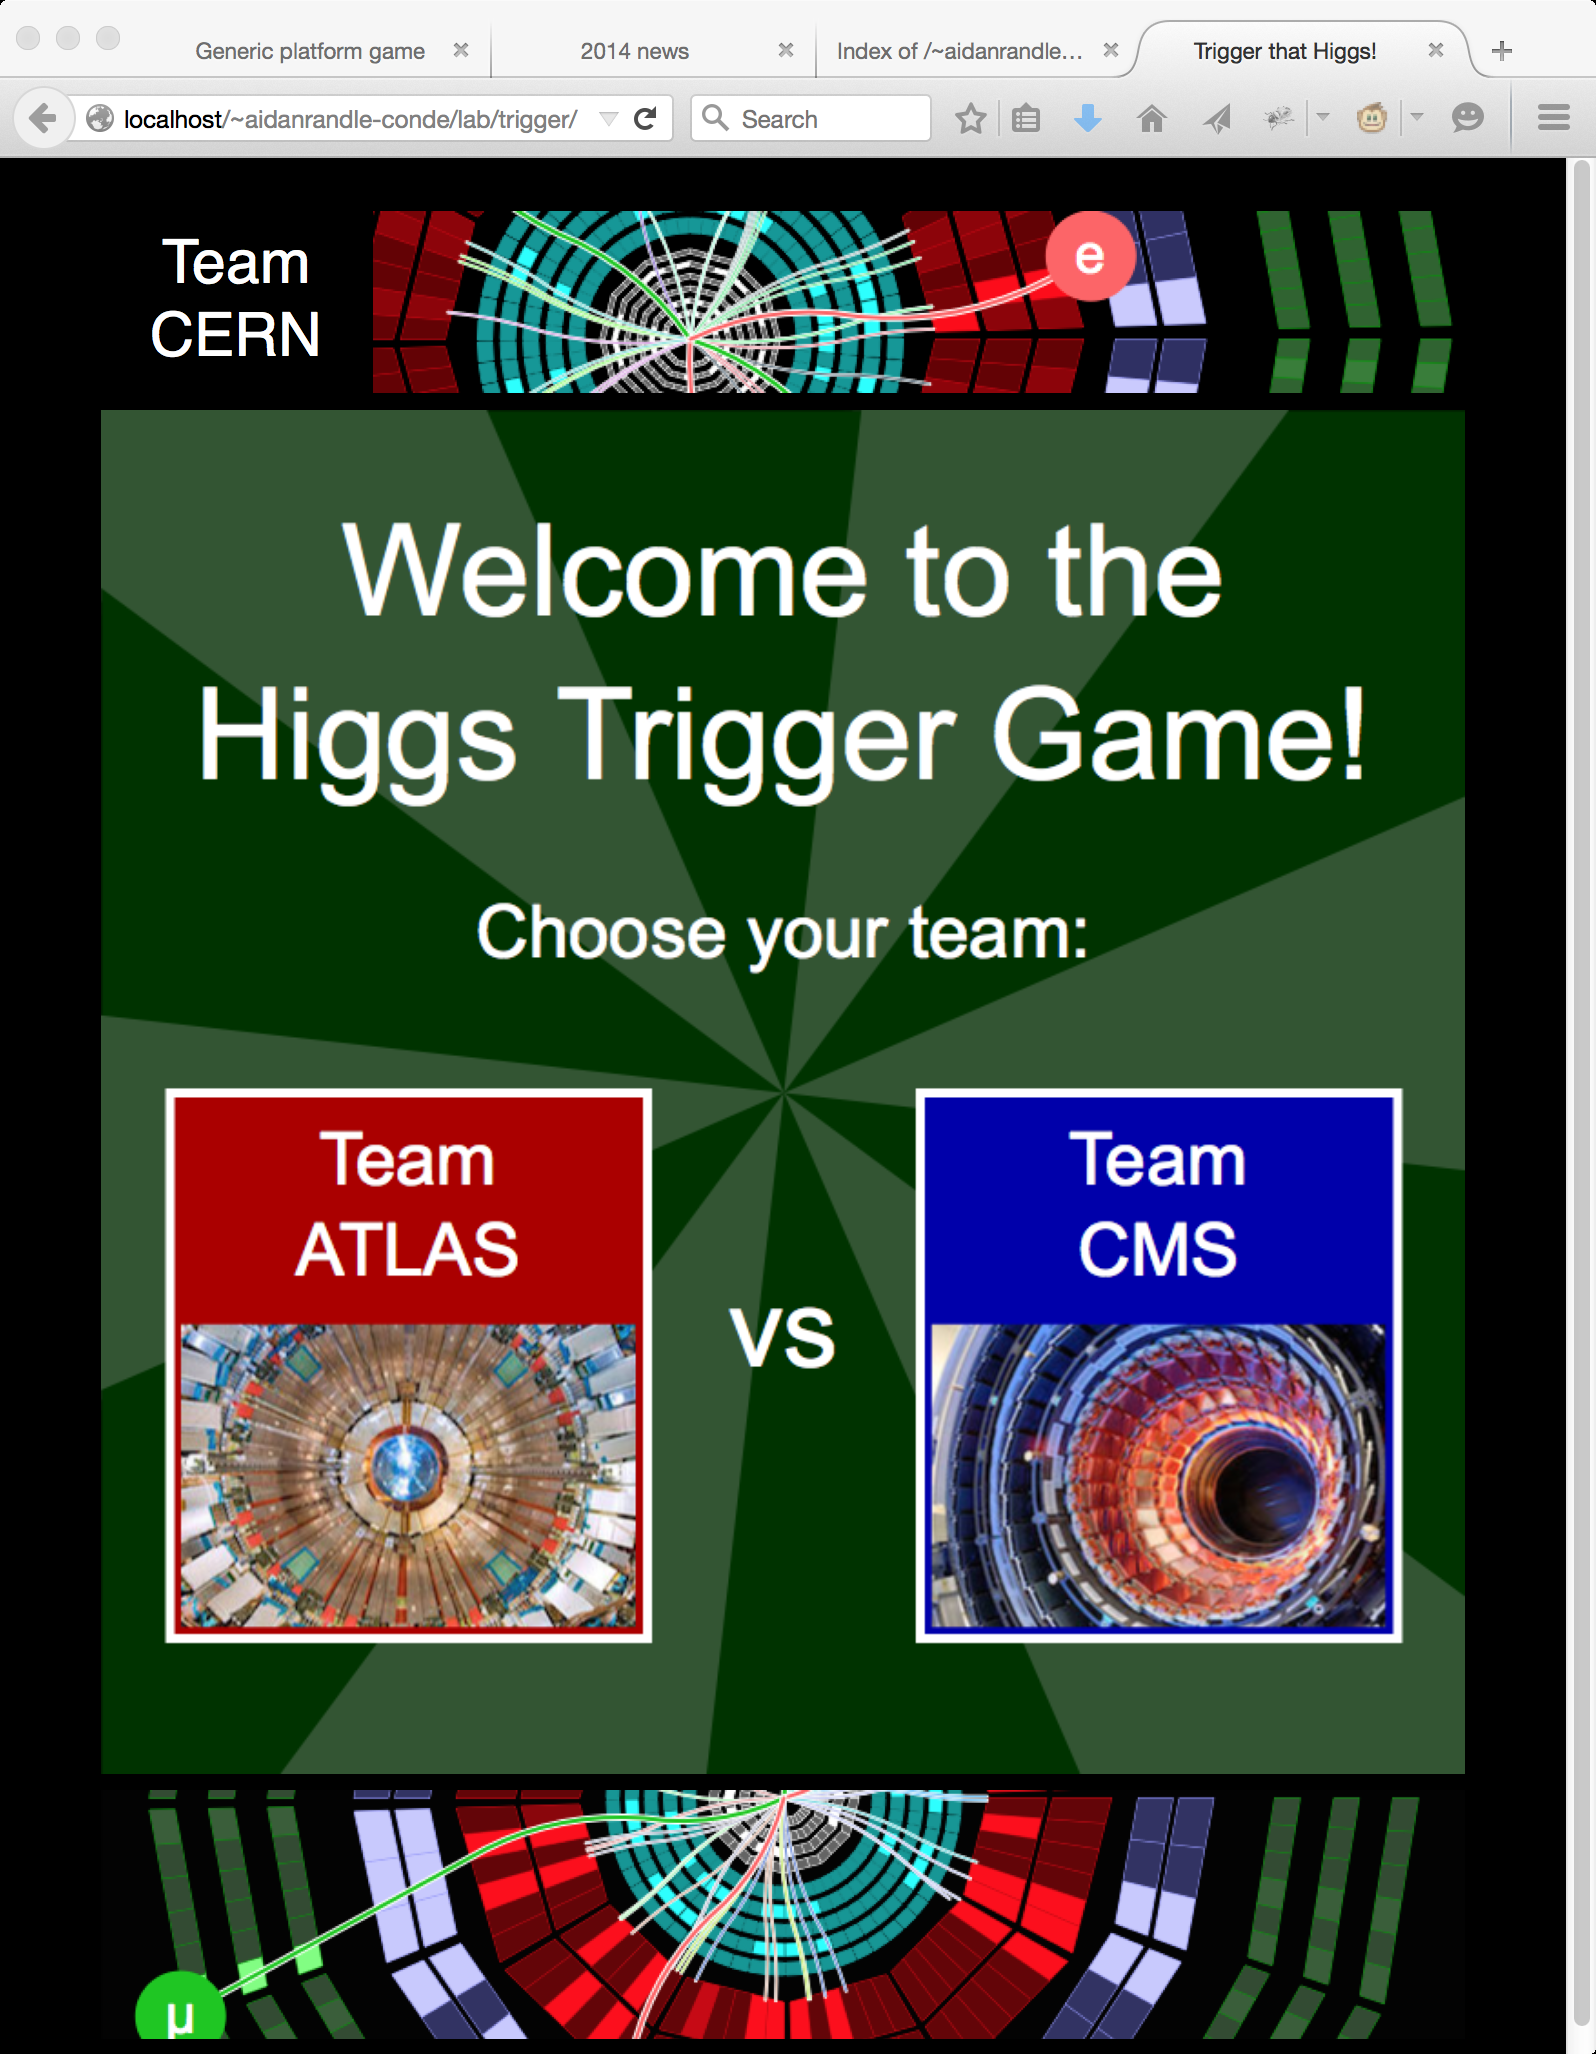 Generic platform game
2014 news
Index of /~aidanrandle...
Trigger that Higgs!
localhost/~aidanrandle-conde/lab/trigger/
Search
Team
CERN
e
Welcome to the
Higgs Trigger Game!
Choose your team:
Team
ATLAS
vs
Team
CMS
μ